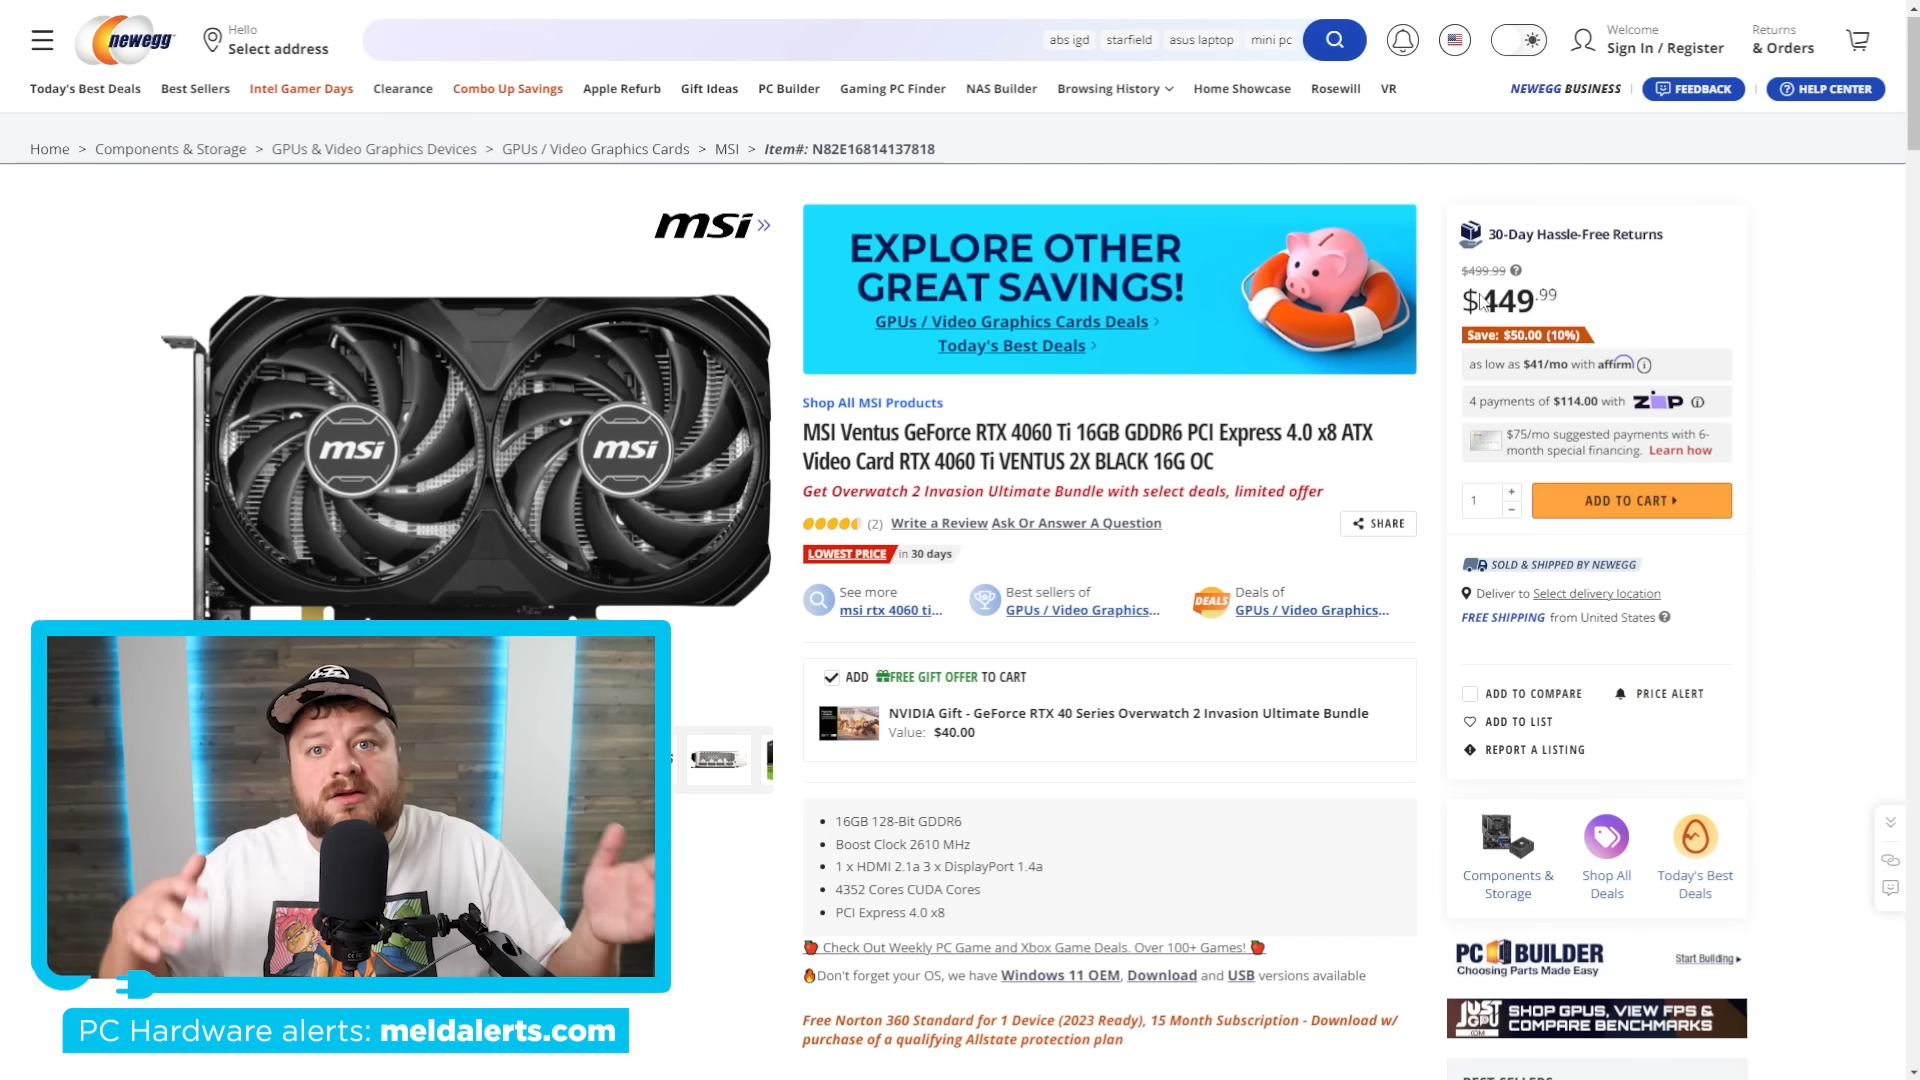 newegg
Hello
Select address
abs igd
starfield
asus laptop
mini pc
Welcome
Sign In / Register
Returns
& Orders
Today's Best Deals
Best Sellers
Intel Gamer Days
Clearance
Combo Up Savings
Apple Refurb
Gift Ideas
PC Builder
Gaming PC Finder
NAS Builder
Browsing History
Home Showcase
Rosewill
VR
NEWEGG BUSINESS
FEEDBACK
HELP CENTER
Home > Components & Storage > GPUs & Video Graphics Devices > GPUs / Video Graphics Cards > MSI > Item#: N82E16814137818
msi
msi
msi
EXPLORE OTHER
GREAT SAVINGS!
GPUs / Video Graphics Cards Deals
Today's Best Deals
Shop All MSI Products
MSI Ventus GeForce RTX 4060 Ti 16GB GDDR6 PCI Express 4.0 x8 ATX
Video Card RTX 4060 Ti VENTUS 2X BLACK 16G OC
Get Overwatch 2 Invasion Ultimate Bundle with select deals, limited offer
(2) Write a Review Ask Or Answer A Question
SHARE
LOWEST PRICE in 30 days
See more
msi rtx 4060 ti...
Best sellers of
GPUs / Video Graphics...
DEALS
Deals of
GPUs / Video Graphics...
ADD FREE GIFT OFFER TO CART
NVIDIA Gift - GeForce RTX 40 Series Overwatch 2 Invasion Ultimate Bundle
Value: $40.00
16GB 128-Bit GDDR6
Boost Clock 2610 MHz
1 x HDMI 2.1a 3 x DisplayPort 1.4a
4352 Cores CUDA Cores
PCI Express 4.0 x8
Check Out Weekly PC Game and Xbox Game Deals. Over 100+ Games!
Don't forget your OS, we have Windows 11 OEM, Download and USB versions available
Free Norton 360 Standard for 1 Device (2023 Ready), 15 Month Subscription - Download w/
purchase of a qualifying Allstate protection plan
30-Day Hassle-Free Returns
$499.99
$449.99
Save: $50.00 (10%)
as low as $41/mo with affirm
4 payments of $114.00 with ZIP
$75/mo suggested payments with 6-
month special financing. Learn how
1
+
-
ADD TO CART
SOLD & SHIPPED BY NEWEGG
Deliver to Select delivery location
FREE SHIPPING from United States
ADD TO COMPARE
PRICE ALERT
ADD TO LIST
REPORT A LISTING
Components &
Storage
Shop All
Deals
Today's Best
Deals
PC BUILDER
Choosing Parts Made Easy
Start Building
JUST
GPU
.COM
SHOP GPUS, VIEW FPS &
COMPARE BENCHMARKS
PC Hardware alerts: meldalerts.com